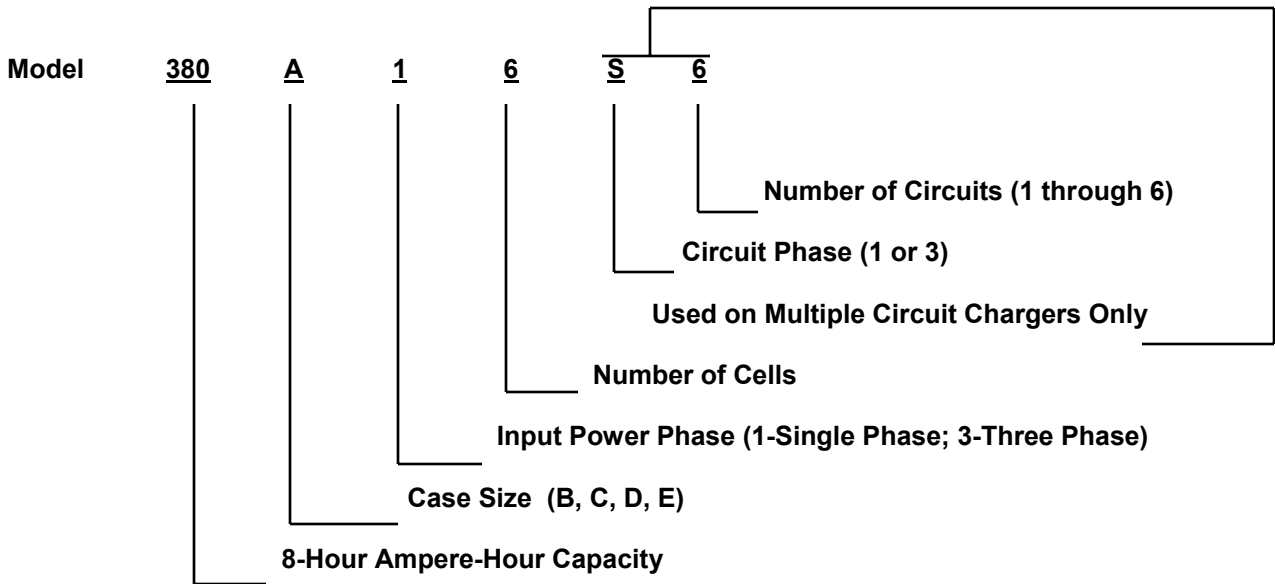 Model 380 A 1 6 S 6
Number of Circuits (1 through 6)
Circuit Phase (1 or 3)
Used on Multiple Circuit Chargers Only
Number of Cells
Input Power Phase (1-Single Phase; 3-Three Phase)
Case Size (B, C, D, E)
8-Hour Ampere-Hour Capacity